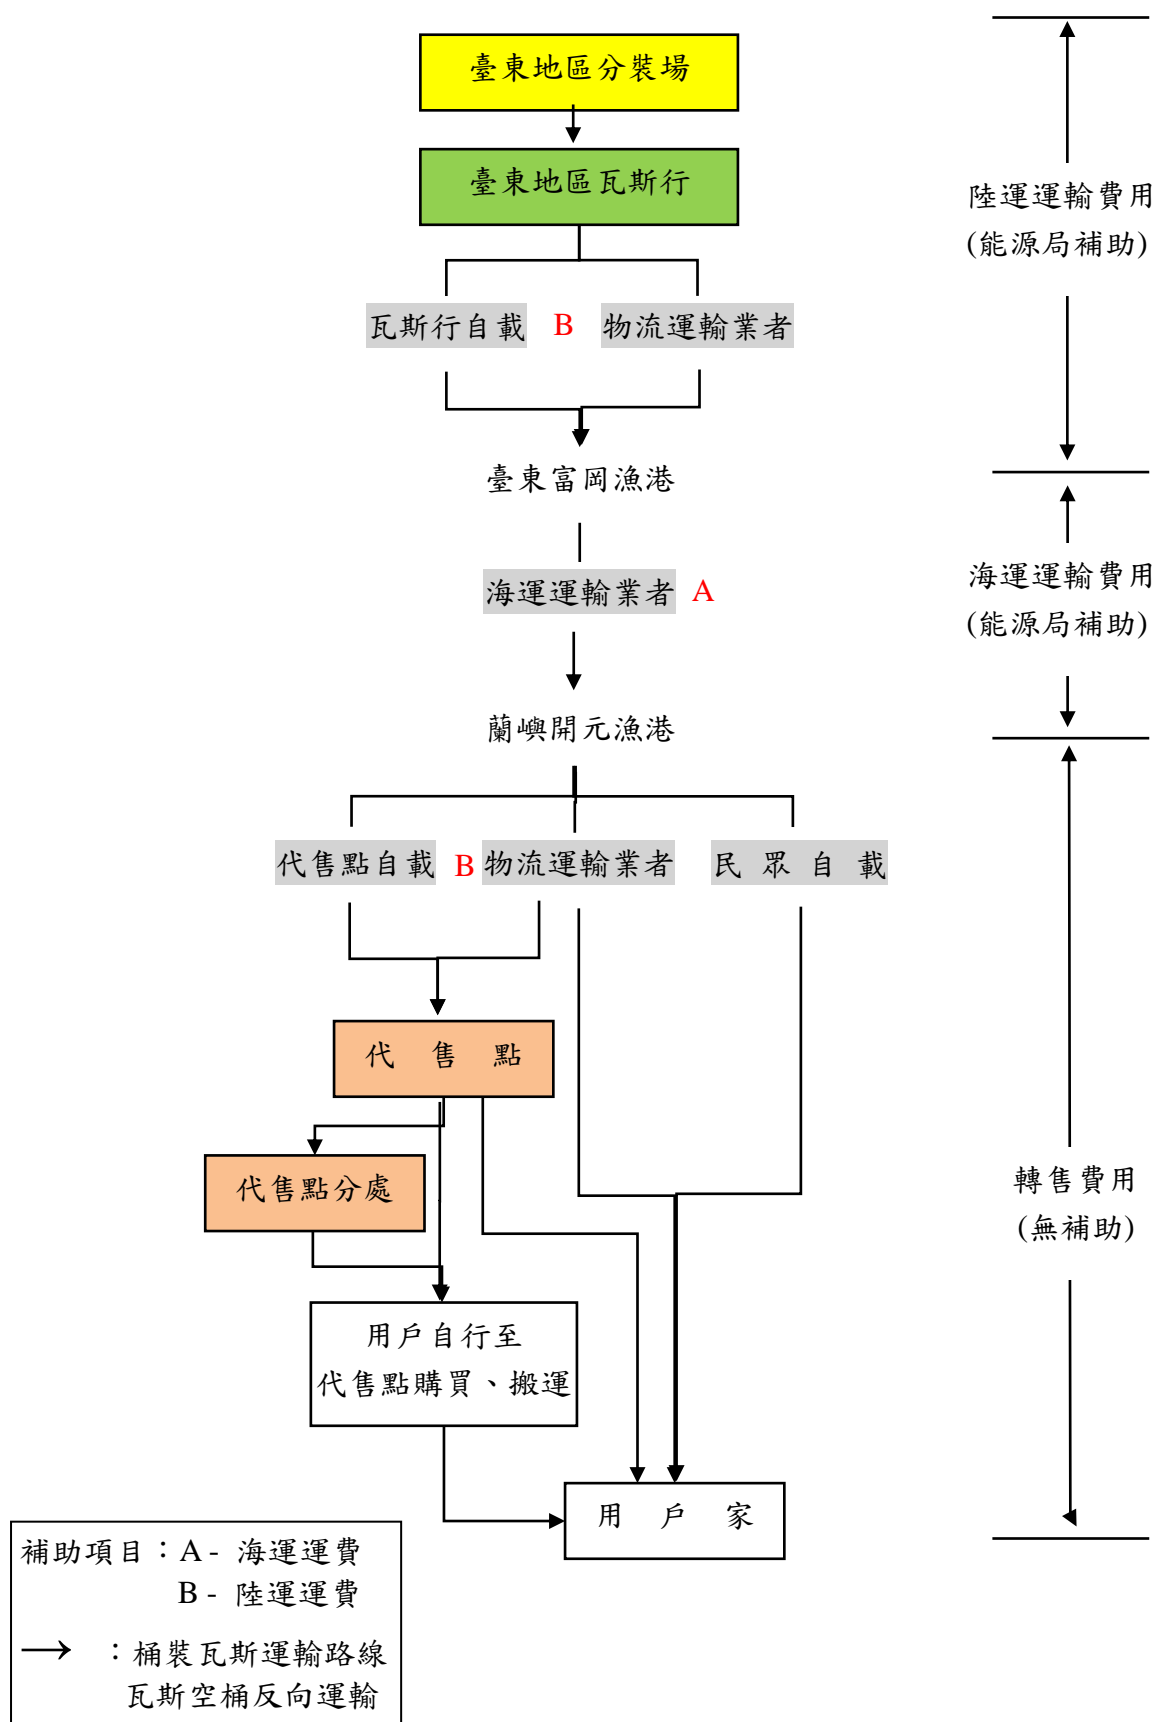 臺東地區分裝場
臺東地區瓦斯行
陸運運輸費用
(能源局補助)
瓦斯行自載 B 物流運輸業者
臺東富岡漁港
海運運輸業者 A
海運運輸費用
(能源局補助)
蘭嶼開元漁港
代售點自載 B 物流運輸業者 民眾自載
代售點
代售點分處
轉售費用
(無補助)
用戶自行至
代售點購買、搬運
用戶家
補助項目：A - 海運運費
B - 陸運運費
→ ：桶裝瓦斯運輸路線
瓦斯空桶反向運輸